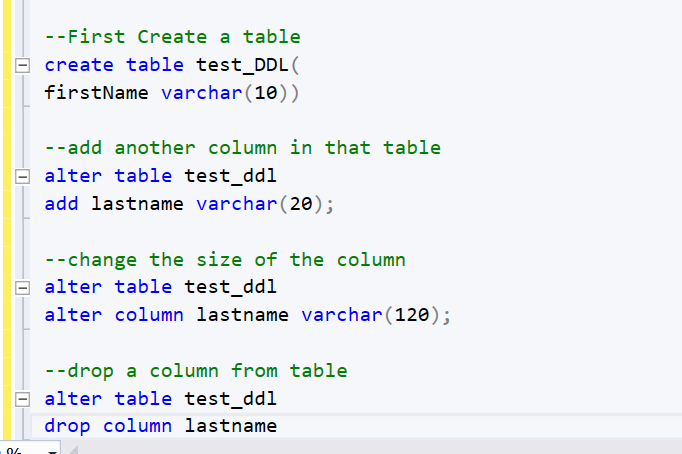 --First Create a table
create table test_DDL(
firstName varchar(10))
--add another column in that table
alter table test_ddl
add lastname varchar(20);
--change the size of the column
alter table test_ddl
alter column lastname varchar(120);
--drop a column from table
alter table test_ddl
drop column lastname
%